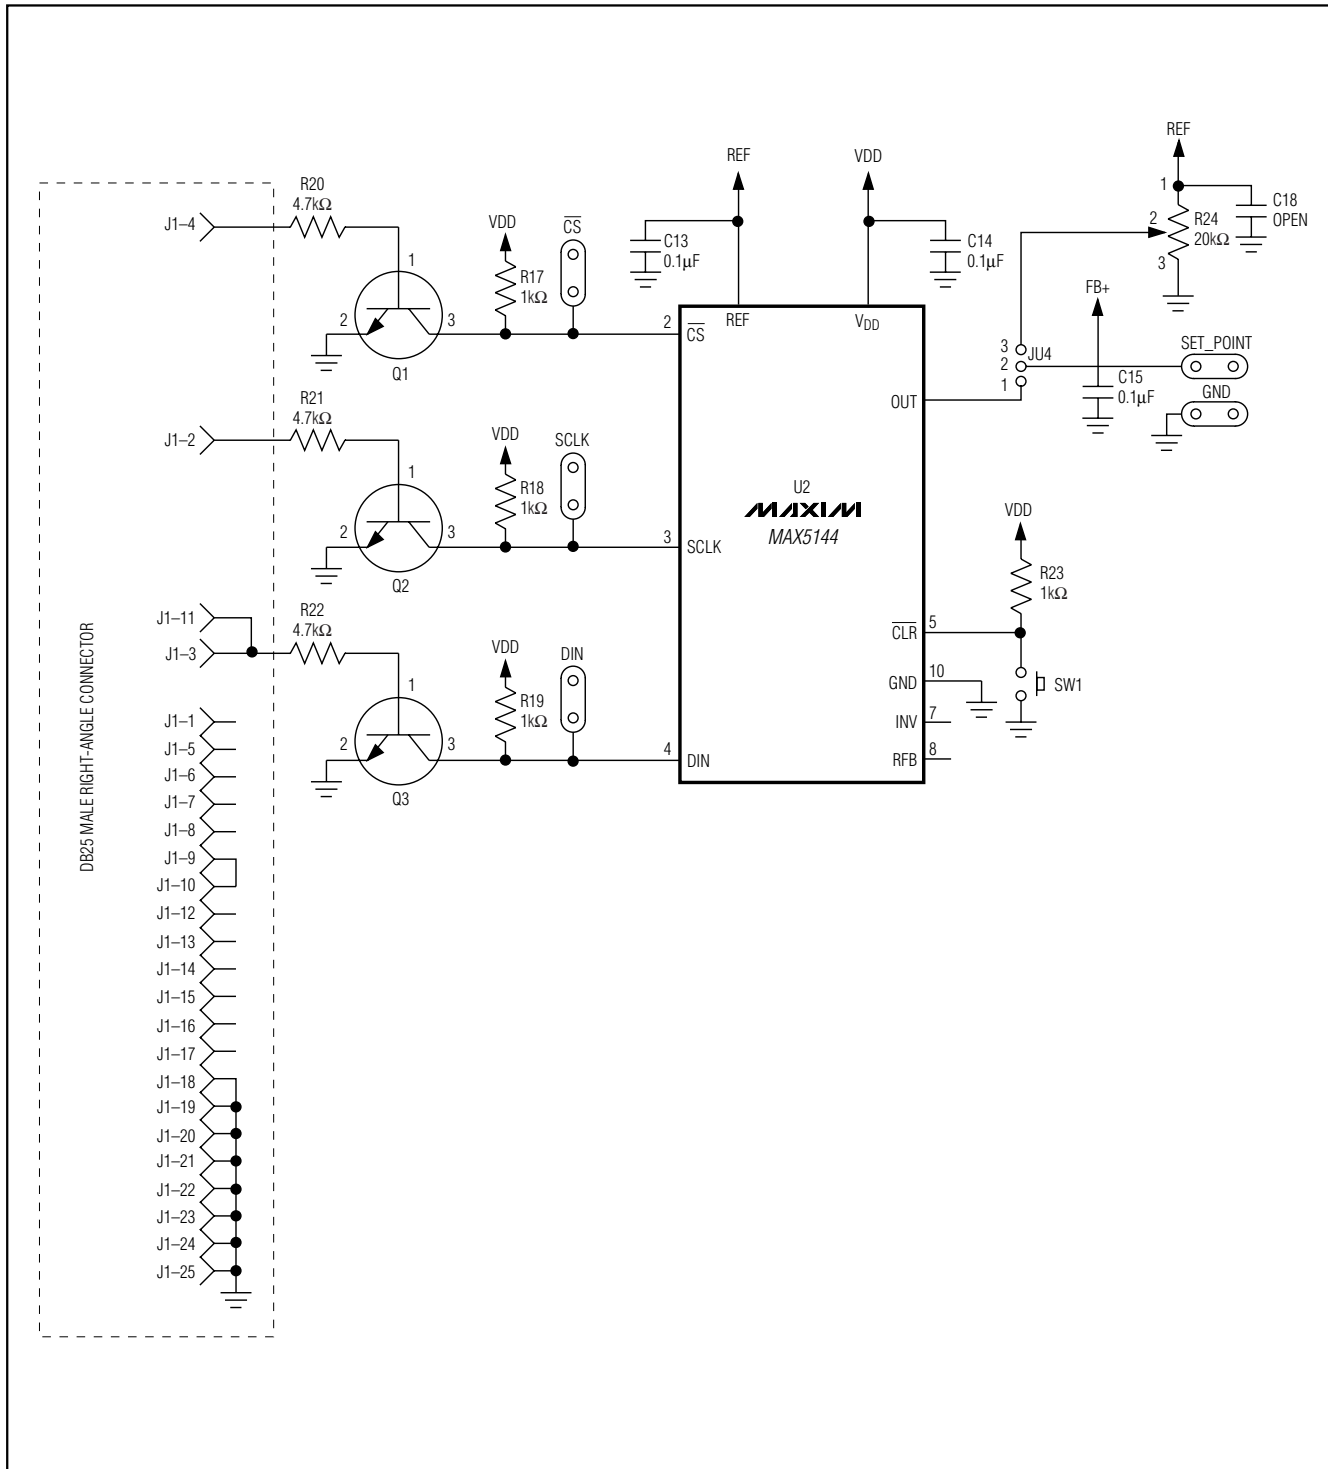 REF
REF
VDD
R20
4.7kΩ
1
C18
OPEN
J1–4
VDD
CS
2
R24
20kΩ
C13
0.1µF
C14
0.1µF
3
1
R17
1kΩ
FB+
2
3
2
CS
REF
VDD
3
2
1
JU4
SET_POINT
Q1
C15
0.1µF
GND
OUT
R21
4.7kΩ
J1–2
VDD
SCLK
1
R18
1kΩ
U2
MAXIM
MAX5144
2
3
3
SCLK
VDD
Q2
R23
1kΩ
J1–11
R22
4.7kΩ
CLR
5
J1–3
VDD
DIN
GND
10
SW1
1
R19
1kΩ
INV
7
2
3
4
DIN
RFB
8
Q3
DB25 MALE RIGHT-ANGLE CONNECTOR
J1–1
J1–5
J1–6
J1–7
J1–8
J1–9
J1–10
J1–12
J1–13
J1–14
J1–15
J1–16
J1–17
J1–18
J1–19
J1–20
J1–21
J1–22
J1–23
J1–24
J1–25